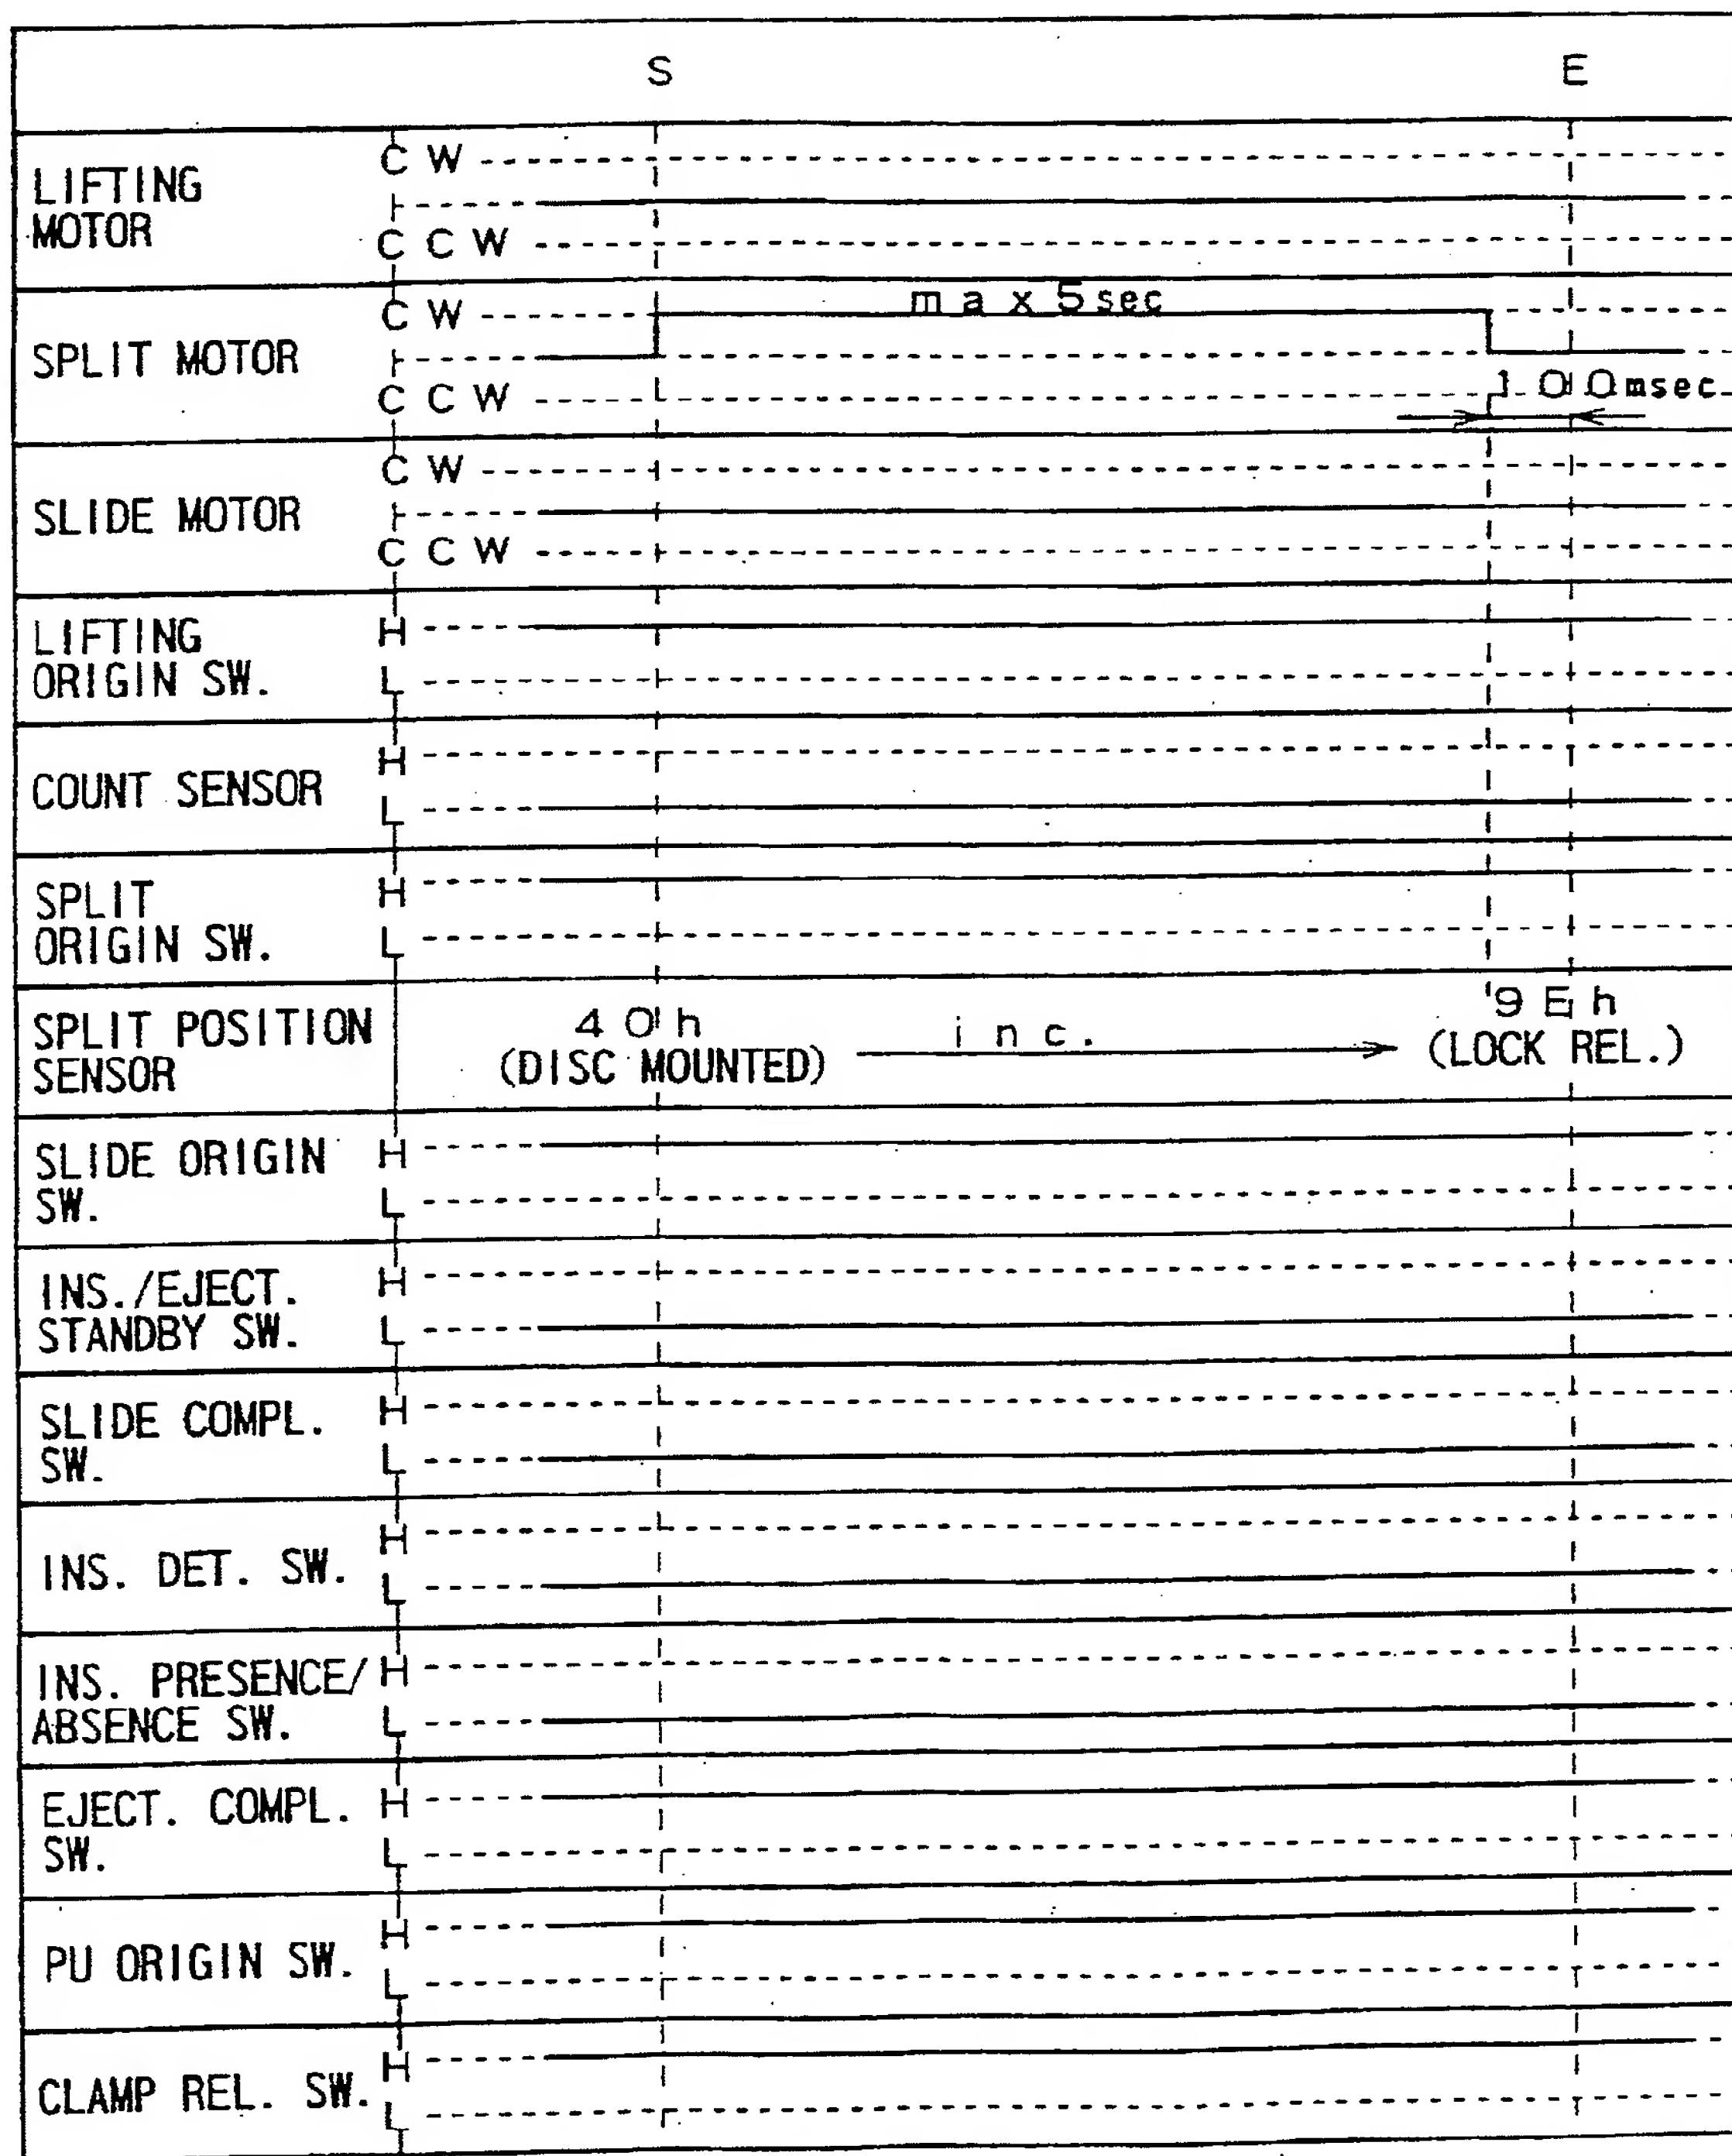 S E
LIFTING
MOTOR
CW
CCW
SPLIT MOTOR
CW
CCW
max 5sec
100msec
SLIDE MOTOR
CW
CCW
LIFTING
ORIGIN SW.
H
L
COUNT SENSOR
H
L
SPLIT
ORIGIN SW.
H
L
SPLIT POSITION
SENSOR
40h
(DISC MOUNTED)
inc.
9Eh
(LOCK REL.)
SLIDE ORIGIN
SW.
H
L
INS./EJECT.
STANDBY SW.
H
L
SLIDE COMPL.
SW.
H
L
INS. DET. SW.
H
L
INS. PRESENCE/
ABSENCE SW.
H
L
EJECT. COMPL.
SW.
H
L
PU ORIGIN SW.
H
L
CLAMP REL. SW.
H
L